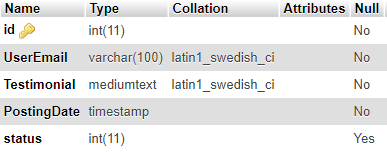 Name Type Collation Attributes Null
id int(11) No
UserEmail varchar(100) latin1_swedish_ci No
Testimonial mediumtext latin1_swedish_ci No
PostingDate timestamp No
status int(11) Yes